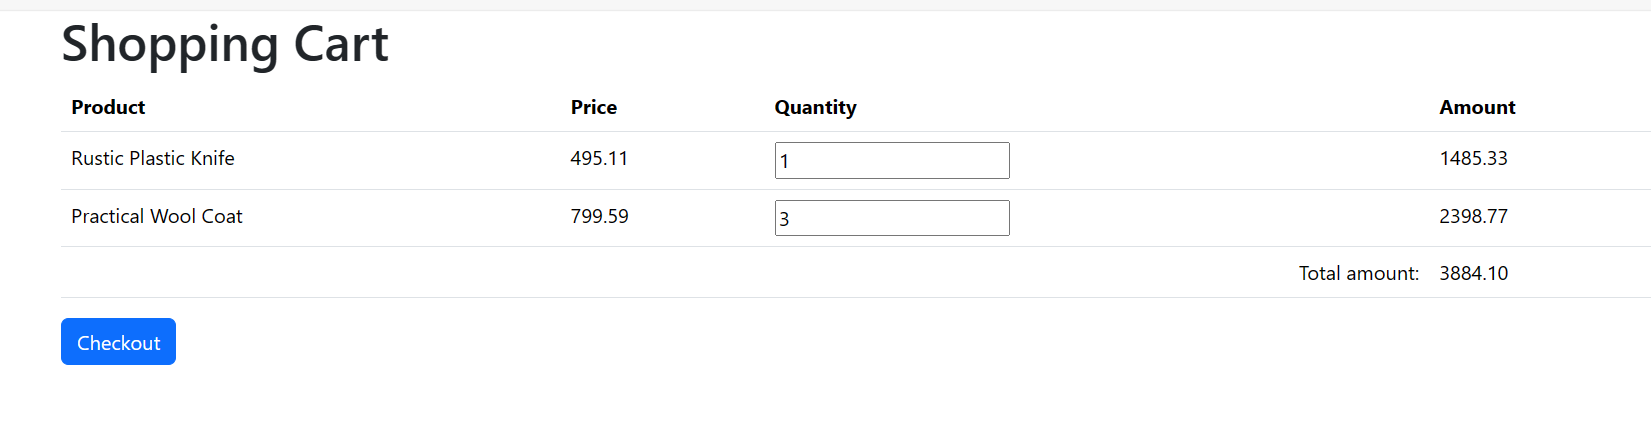 Shopping Cart
Product Price Quantity Amount
Rustic Plastic Knife 495.11 1 1485.33
Practical Wool Coat 799.59 3 2398.77
Total amount: 3884.10
Checkout